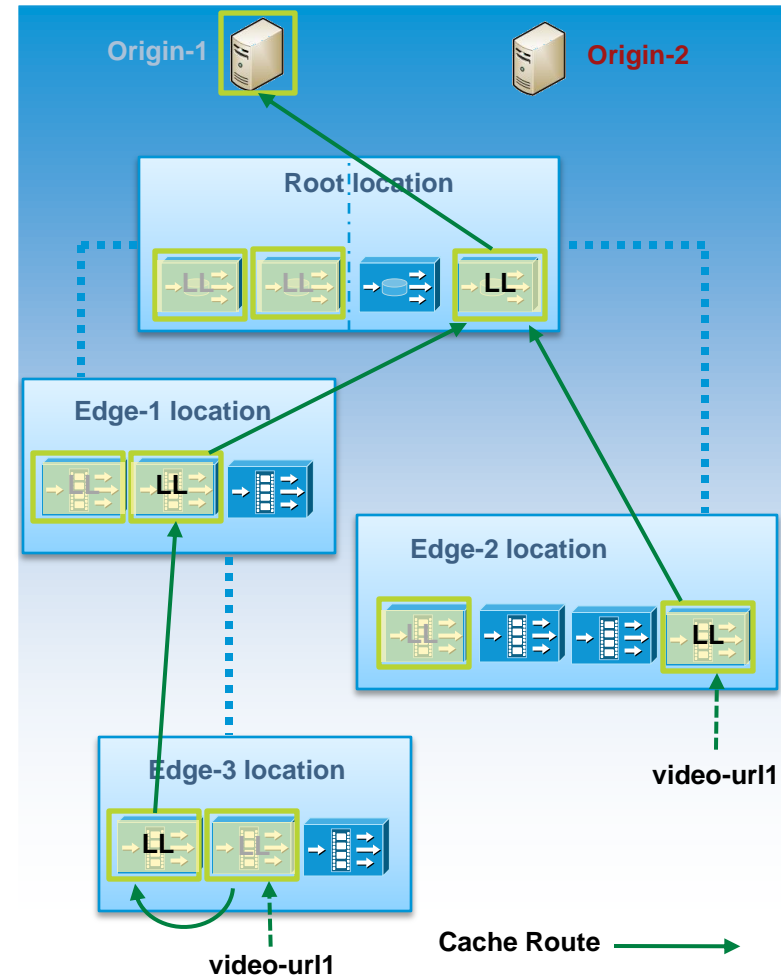 Origin-1
Origin-2
Root location
LL
LL
LL
Edge-1 location
LL
LL
Edge-2 location
LL
LL
Edge-3 location
LL
LL
video-url1
video-url1
Cache Route